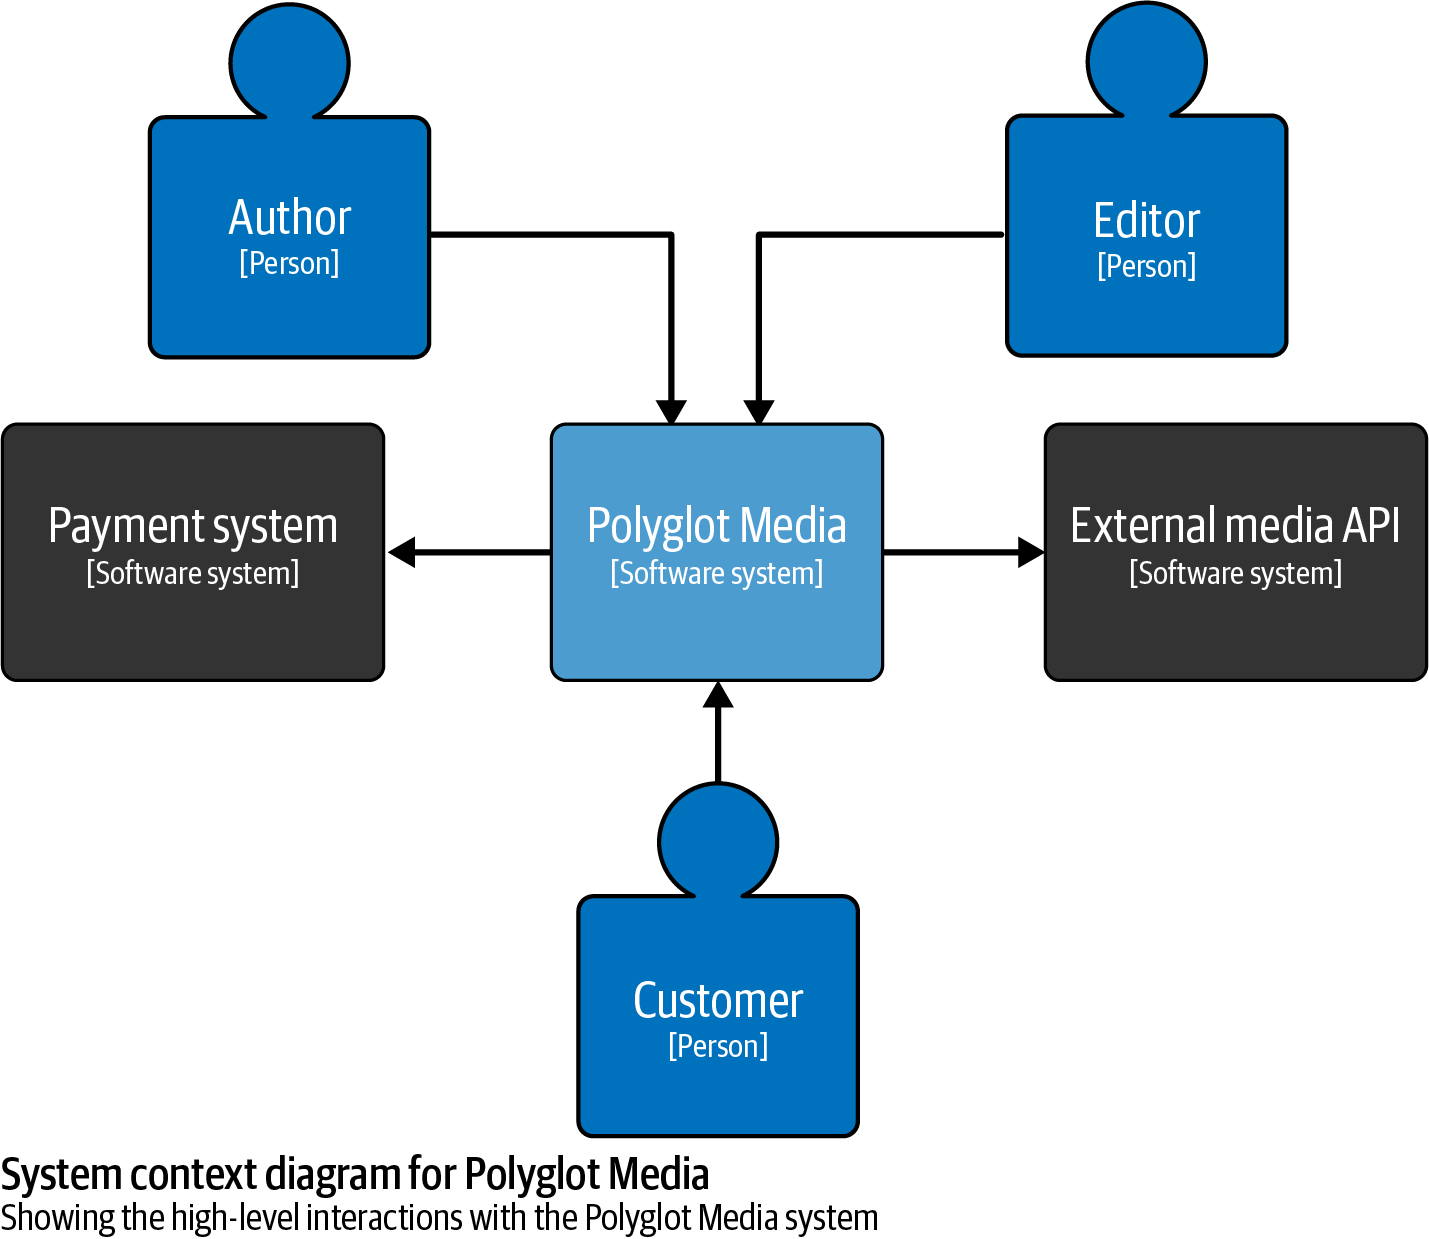 Author
[Person]
Editor
[Person]
Payment system
[Software system]
Polyglot Media
[Software system]
External media API
[Software system]
Customer
[Person]
System context diagram for Polyglot Media
Showing the high-level interactions with the Polyglot Media system